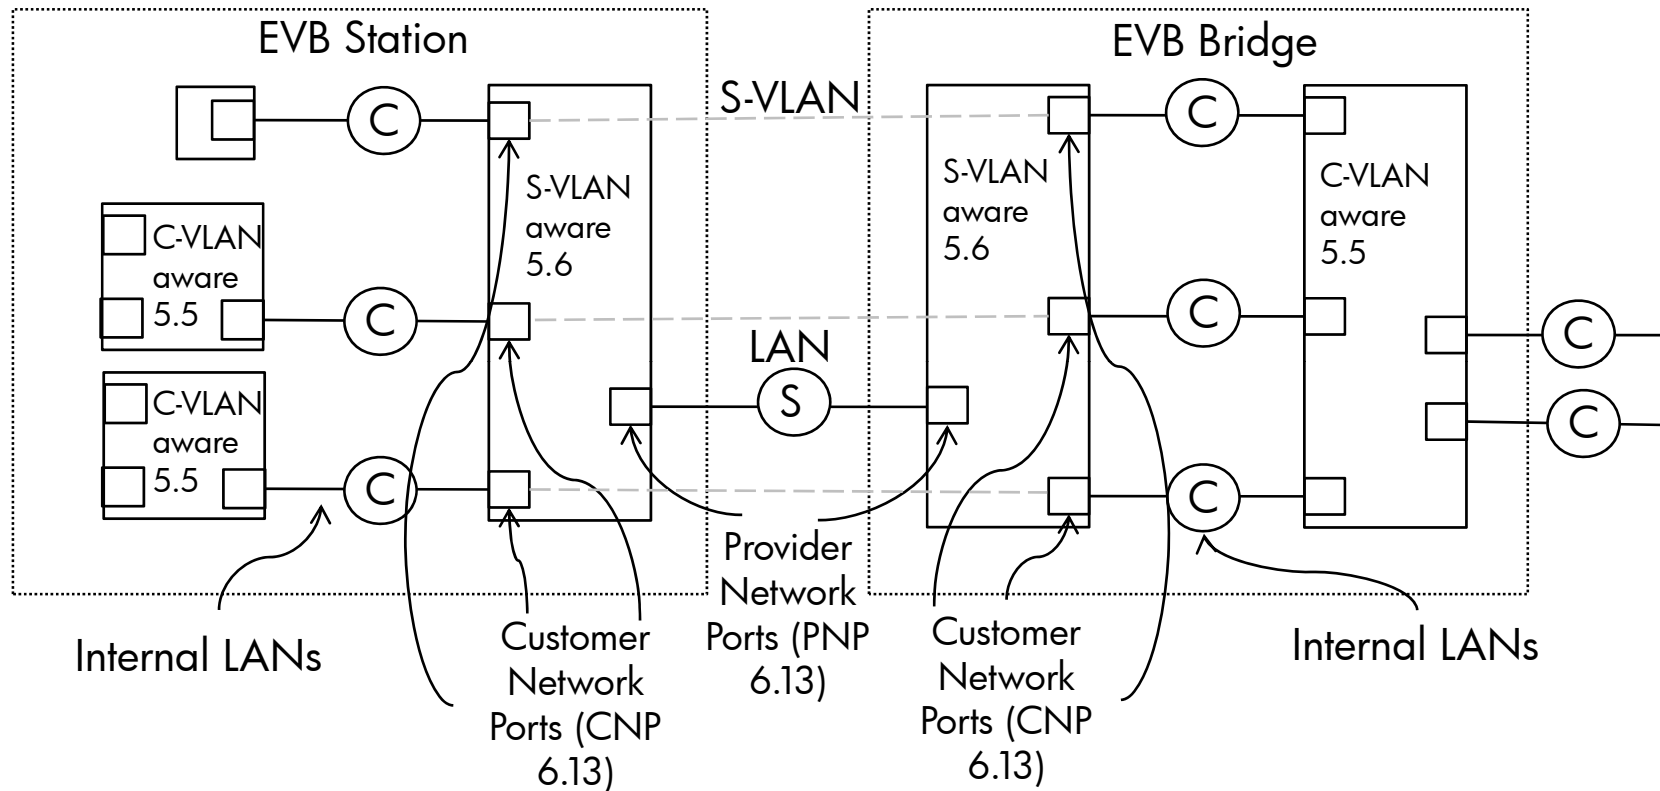 EVB Station
EVB Bridge
S-VLAN
C
C
S-VLAN
aware
5.6
S-VLAN
aware
5.6
C-VLAN
aware
5.5
C-VLAN
aware
5.5
C
C
C
LAN
S
C
C-VLAN
aware
5.5
C
C
Provider
Network
Ports (PNP
6.13)
Customer
Network
Ports (CNP
6.13)
Customer
Network
Ports (CNP
6.13)
Internal LANs
Internal LANs